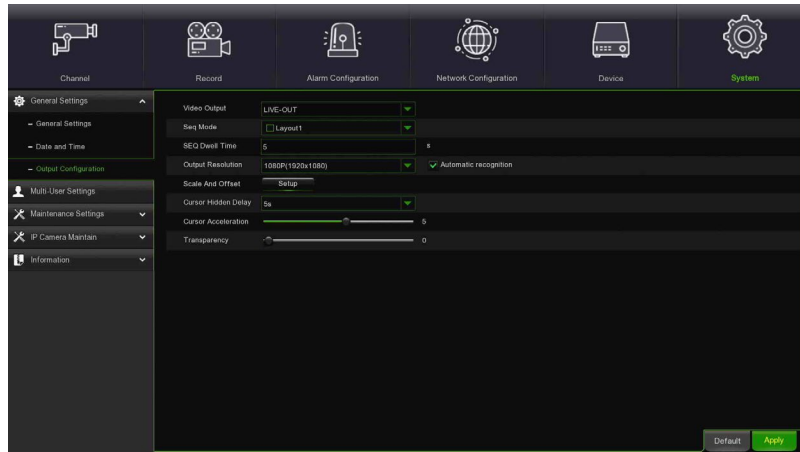 Channel
Record
Alarm Configuration
Network Configuration
Device
System
General Settings
– General Settings
– Date and Time
– Output Configuration
Multi-User Settings
Maintenance Settings
IP Camera Maintain
Information
Video Output LIVE-OUT
Seq Mode Layout1
SEQ Dwell Time 5 s
Output Resolution 1080P(1920x1080) Automatic recognition
Scale And Offset Setup
Cursor Hidden Delay 5s
Cursor Acceleration 5
Transparency 0
Default
Apply